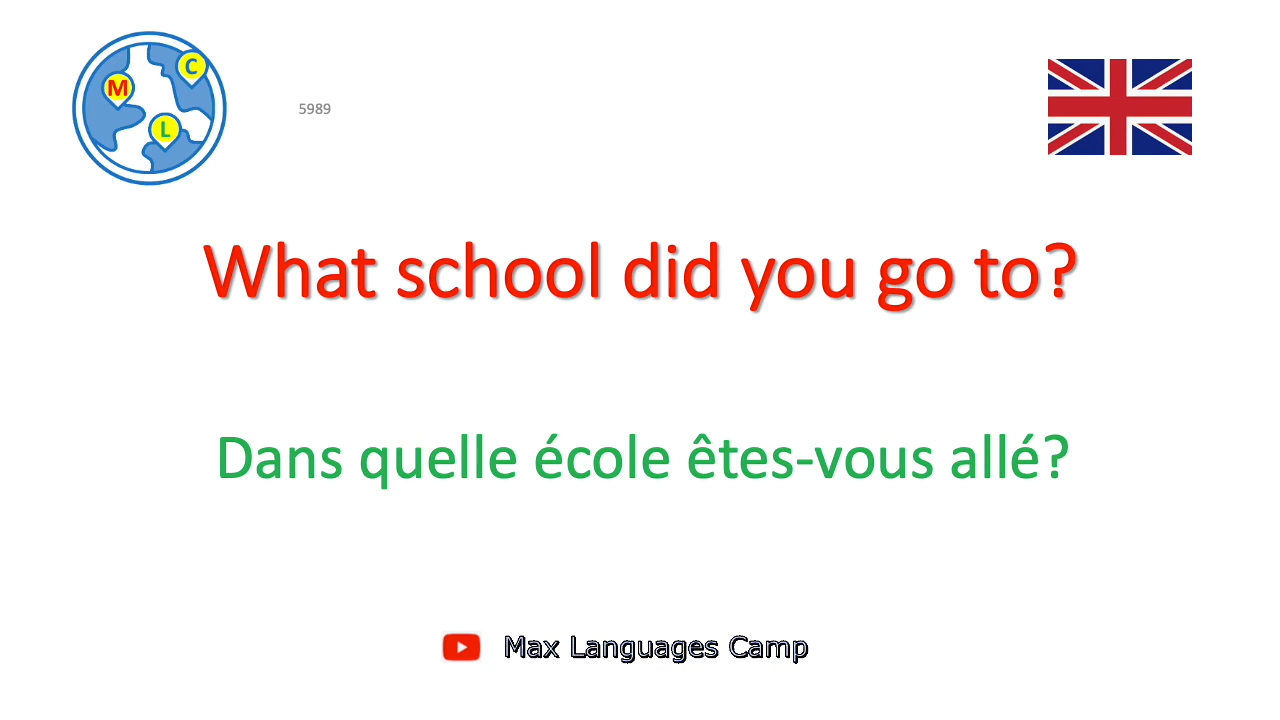 C
M
5989
L
What school did you go to?
Dans quelle école êtes-vous allé?
Max Languages Camp